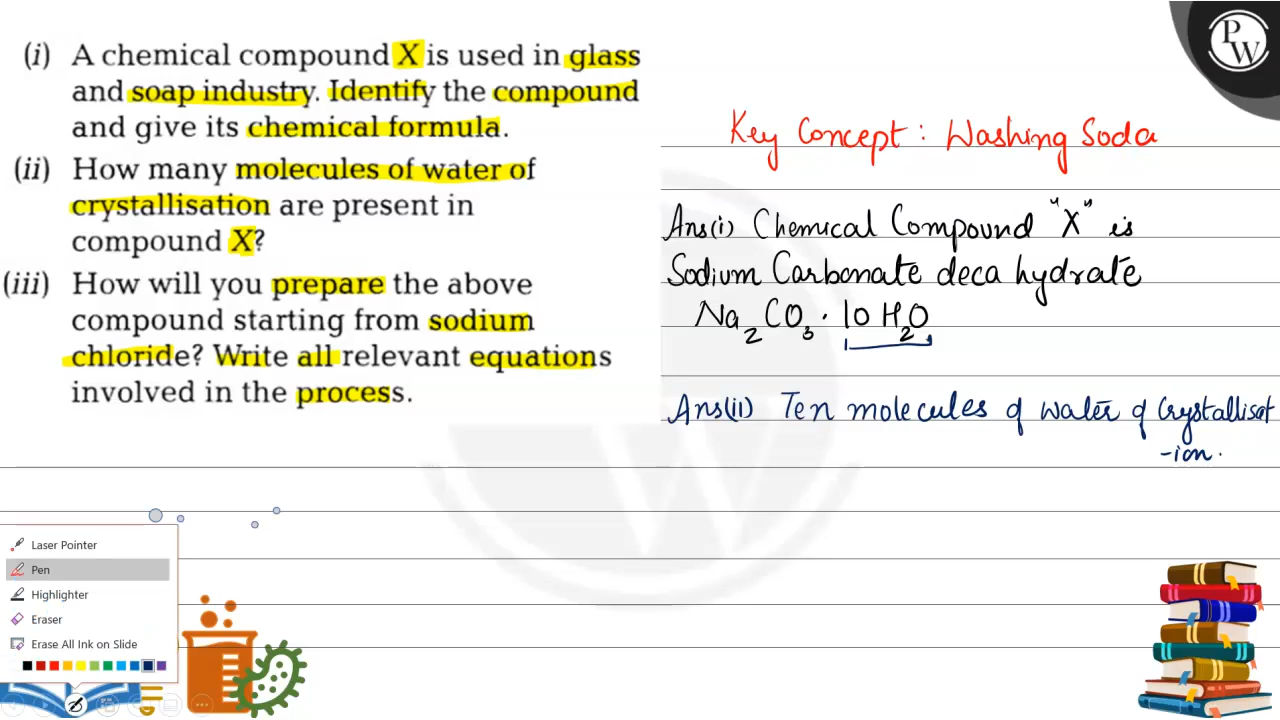 (i) A chemical compound X is used in glass
and soap industry. Identify the compound
and give its chemical formula.
(ii) How many molecules of water of
crystallisation are present in
compound X?
(iii) How will you prepare the above
compound starting from sodium
chloride? Write all relevant equations
involved in the process.
PW
Key Concept : Washing Soda
Ans(i) Chemical Compound "X" is
Sodium Carbonate deca hydrate
Na2CO3 · 10 H2O
Ans(ii) Ten molecules of water of Crystallisat
-ion.
Laser Pointer
Pen
Highlighter
Eraser
Erase All Ink on Slide